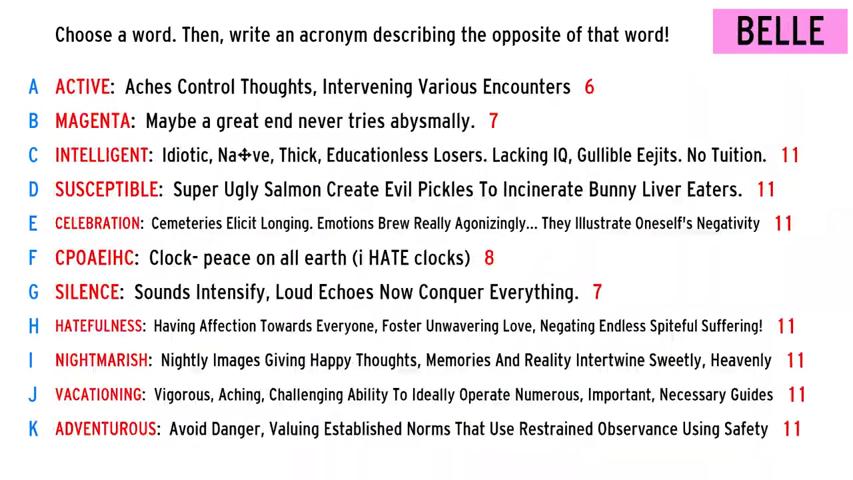 Choose a word. Then, write an acronym describing the opposite of that word!
BELLE
A ACTIVE: Aches Control Thoughts, Intervening Various Encounters 6
B MAGENTA: Maybe a great end never tries abysmally. 7
C INTELLIGENT: Idiotic, Na✥ve, Thick, Educationless Losers. Lacking IQ, Gullible Eejits. No Tuition. 11
D SUSCEPTIBLE: Super Ugly Salmon Create Evil Pickles To Incinerate Bunny Liver Eaters. 11
E CELEBRATION: Cemeteries Elicit Longing. Emotions Brew Really Agonizingly... They Illustrate Oneself's Negativity 11
F CPOAEIHC: Clock- peace on all earth (i HATE clocks) 8
G SILENCE: Sounds Intensify, Loud Echoes Now Conquer Everything. 7
H HATEFULNESS: Having Affection Towards Everyone, Foster Unwavering Love, Negating Endless Spiteful Suffering! 11
I NIGHTMARISH: Nightly Images Giving Happy Thoughts, Memories And Reality Intertwine Sweetly, Heavenly 11
J VACATIONING: Vigorous, Aching, Challenging Ability To Ideally Operate Numerous, Important, Necessary Guides 11
K ADVENTUROUS: Avoid Danger, Valuing Established Norms That Use Restrained Observance Using Safety 11